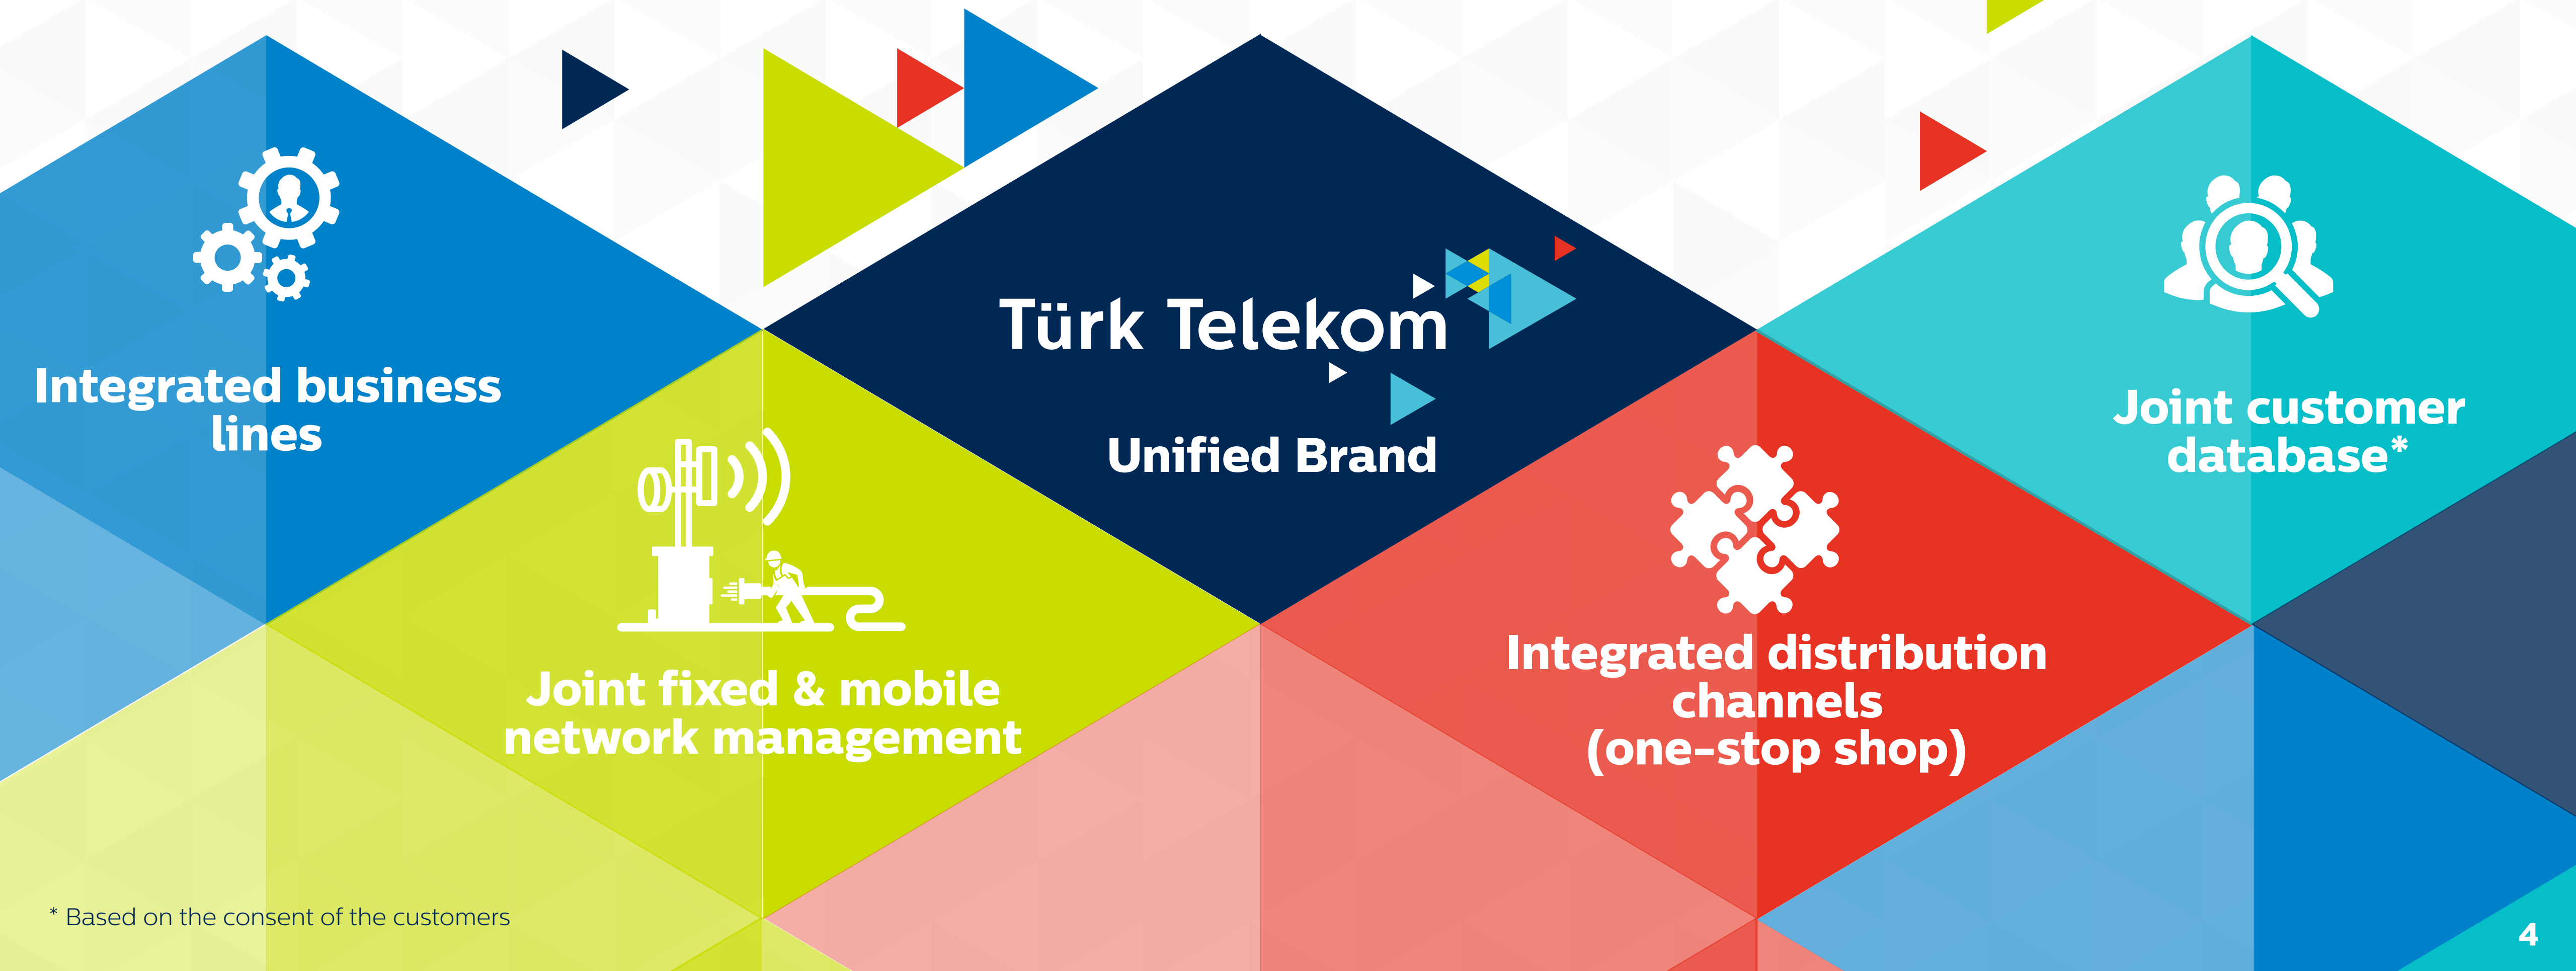 Integrated business
lines
Joint fixed & mobile
network management
Türk Telekom
Unified Brand
Integrated distribution
channels
(one-stop shop)
Joint customer
database*
* Based on the consent of the customers
4